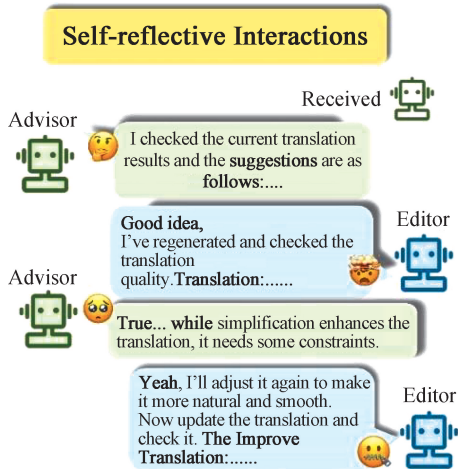 Self-reflective Interactions
Received
Advisor
I checked the current translation
results and the suggestions are as
follows:....
Editor
Good idea,
I've regenerated and checked the
translation
quality.Translation:......
Advisor
True... while simplification enhances the
translation, it needs some constraints.
Editor
Yeah, I'll adjust it again to make
it more natural and smooth.
Now update the translation and
check it. The Improve
Translation:......